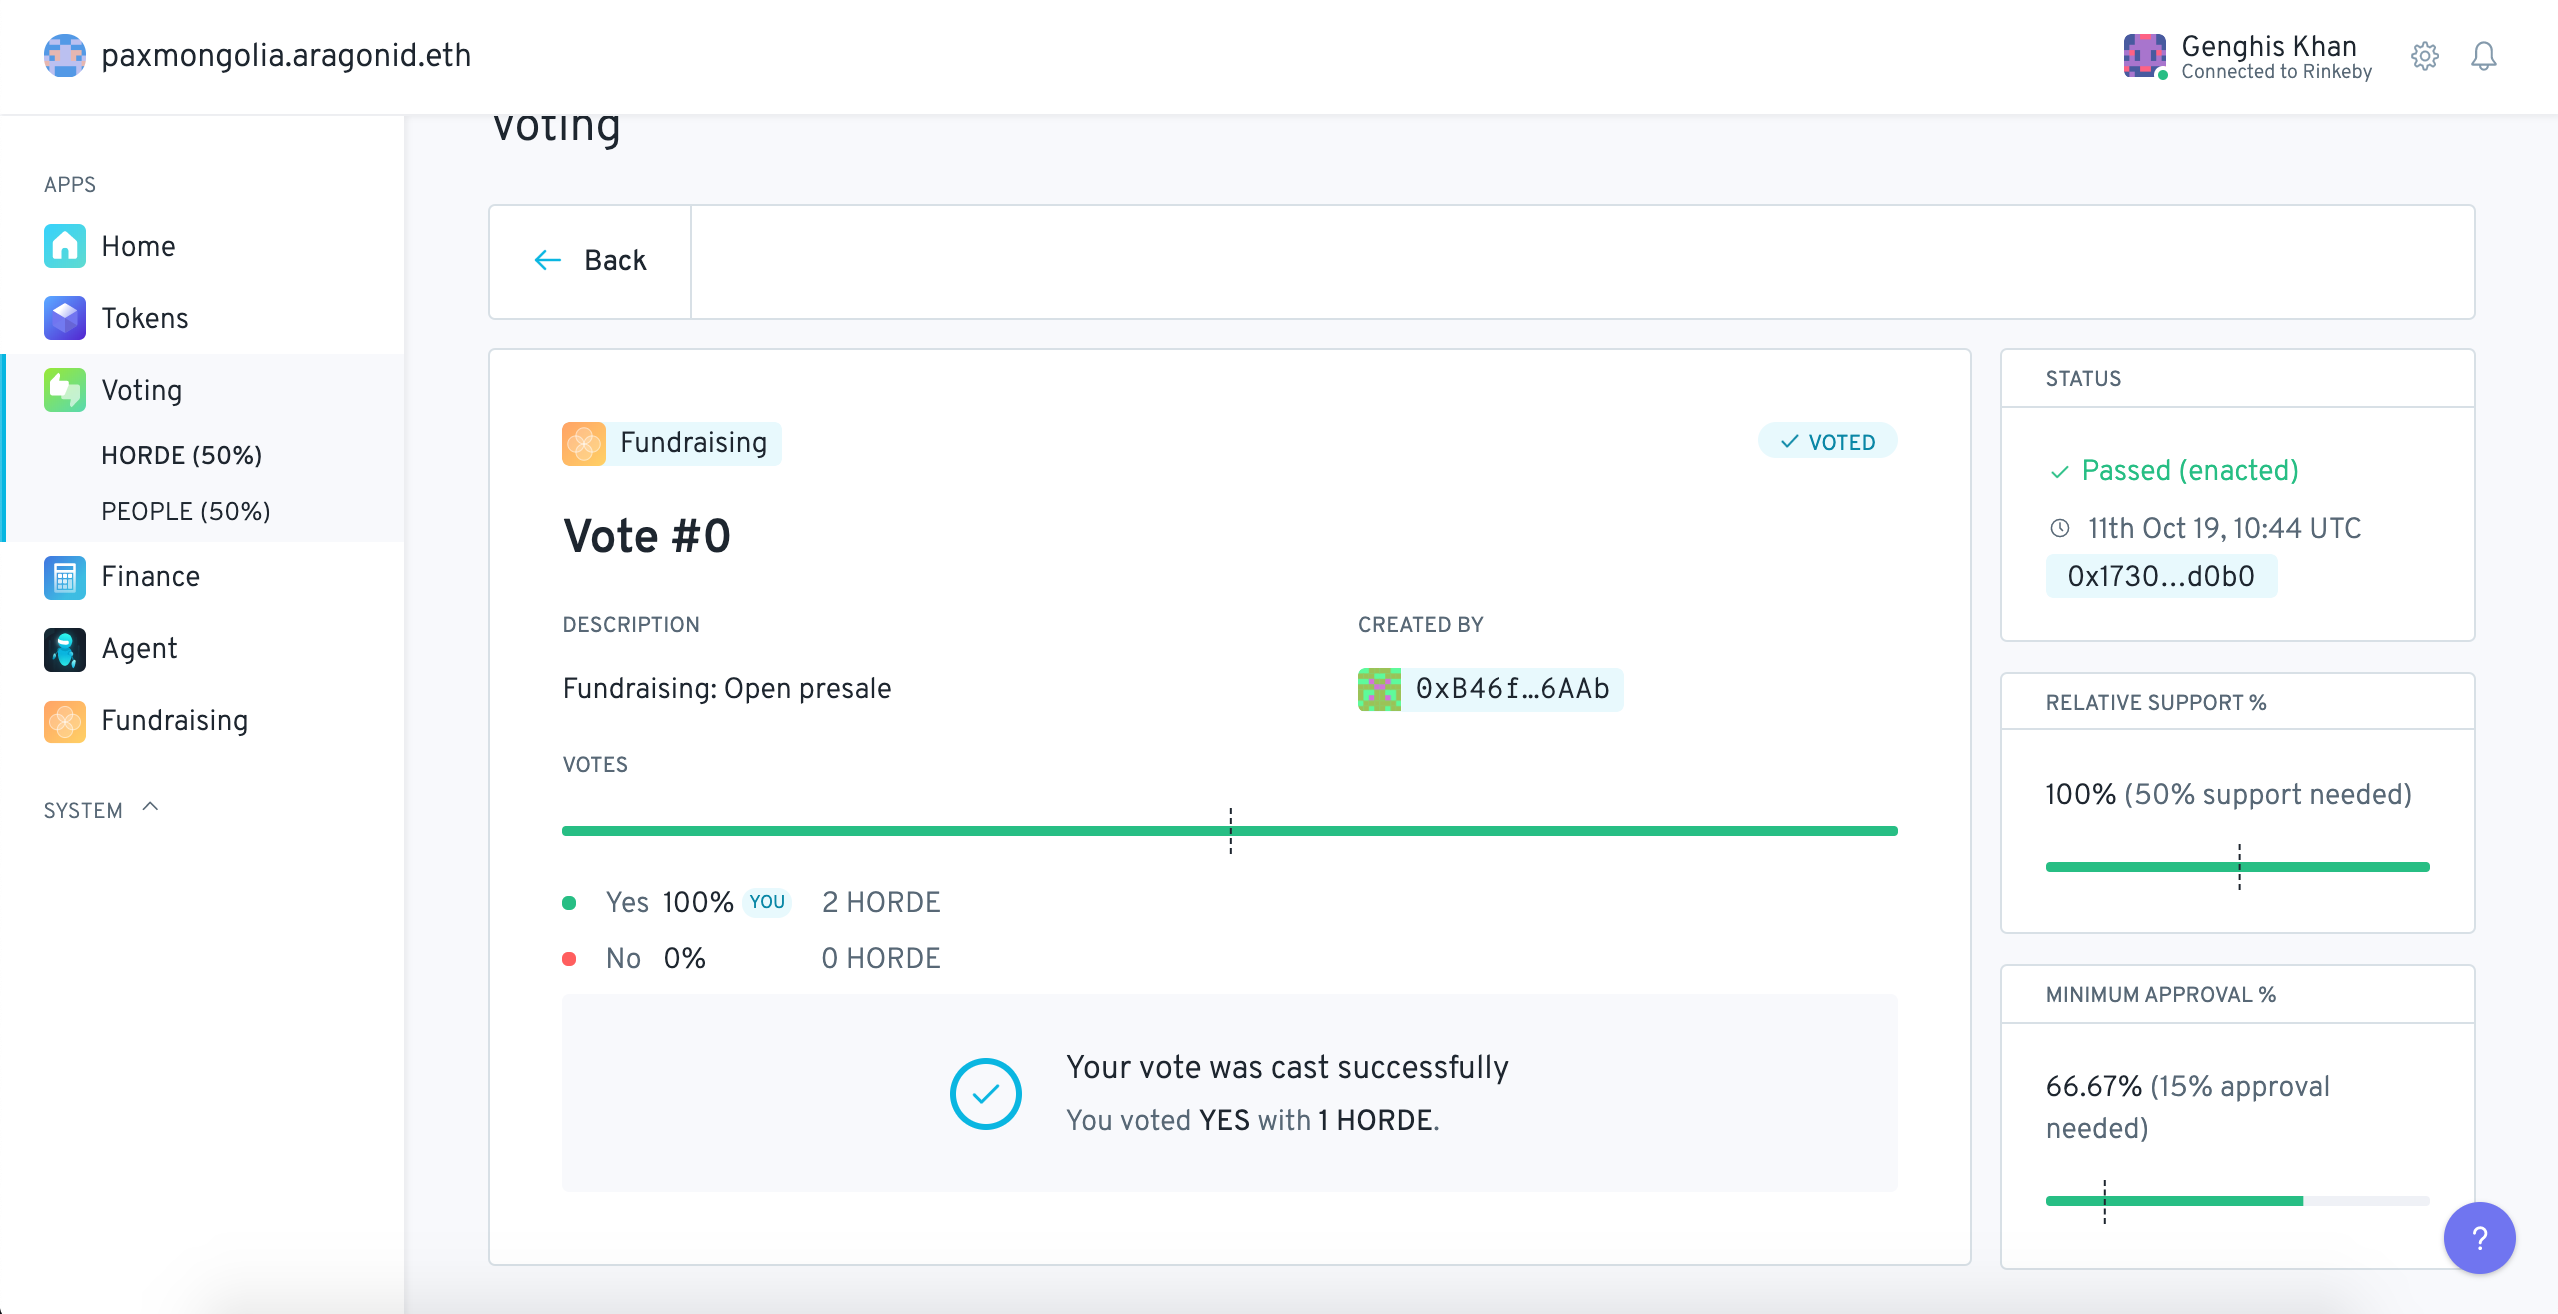 paxmongolia.aragonid.eth
Genghis Khan
Connected to Rinkeby
APPS
Home
Tokens
Voting
HORDE (50%)
PEOPLE (50%)
Finance
Agent
Fundraising
SYSTEM
Voting
Back
Fundraising
VOTED
Vote #0
DESCRIPTION
Fundraising: Open presale
CREATED BY
0xB46f…6AAb
VOTES
Yes 100% YOU 2 HORDE
No 0% 0 HORDE
Your vote was cast successfully
You voted YES with 1 HORDE.
STATUS
Passed (enacted)
11th Oct 19, 10:44 UTC
0x1730…d0b0
RELATIVE SUPPORT %
100% (50% support needed)
MINIMUM APPROVAL %
66.67% (15% approval
needed)
?